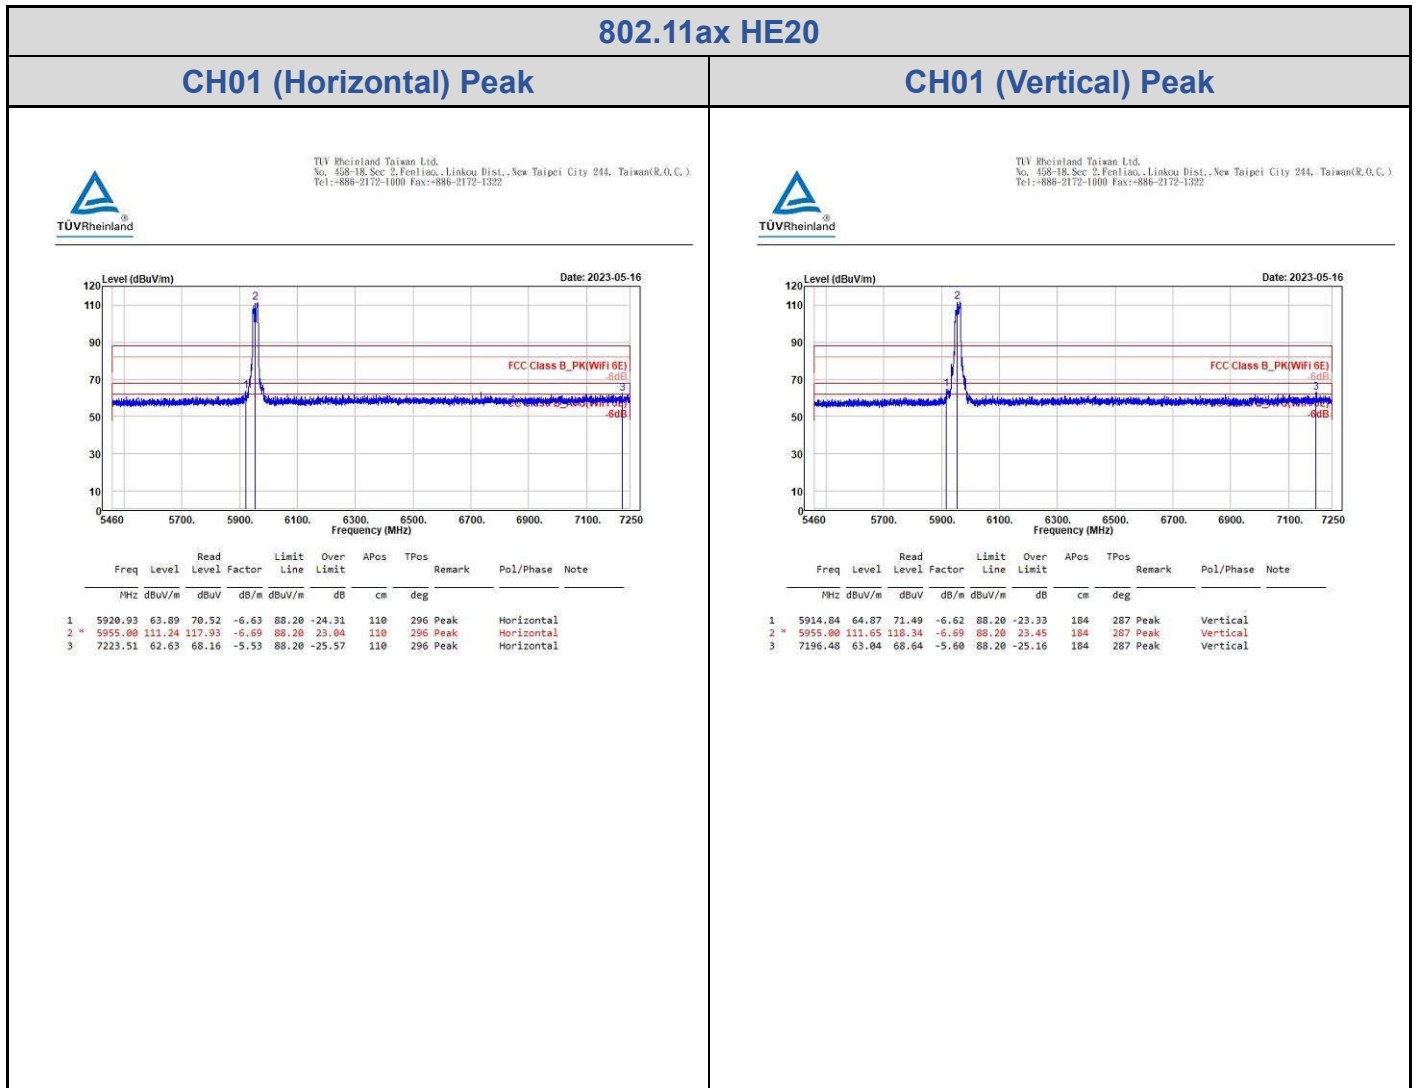 802.11ax HE20
CH01 (Horizontal) Peak
CH01 (Vertical) Peak
TUV Rheinland Taiwan Ltd.
No. 458-18.Sec 2.Fenliao..Linkou Dist..New Taipei City 244. Taiwan(R.O.C.)
Tel:+886-2172-1000 Fax:+886-2172-1322
TÜVRheinland®
Level (dBuV/m)
Date: 2023-05-16
120
110
90
70
50
30
10
0
2
1
3
FCC Class B_PK(WiFi 6E)
-6dB
-6dB
5460 5700. 5900. 6100. 6300. 6500. 6700. 6900. 7100. 7250
Frequency (MHz)
Read Limit Over APos TPos
Freq Level Level Factor Line Limit Remark Pol/Phase Note
MHz dBuV/m dBuV dB/m dBuV/m dB cm deg
1 5920.93 63.89 70.52 -6.63 88.20 -24.31 110 296 Peak Horizontal
2 * 5955.00 111.24 117.93 -6.69 88.20 23.04 110 296 Peak Horizontal
3 7223.51 62.63 68.16 -5.53 88.20 -25.57 110 296 Peak Horizontal
TUV Rheinland Taiwan Ltd.
No. 458-18.Sec 2.Fenliao..Linkou Dist..New Taipei City 244. Taiwan(R.O.C.)
Tel:+886-2172-1000 Fax:+886-2172-1322
TÜVRheinland®
Level (dBuV/m)
Date: 2023-05-16
120
110
90
70
50
30
10
0
2
1
3
FCC Class B_PK(WiFi 6E)
-6dB
-6dB
5460 5700. 5900. 6100. 6300. 6500. 6700. 6900. 7100. 7250
Frequency (MHz)
Read Limit Over APos TPos
Freq Level Level Factor Line Limit Remark Pol/Phase Note
MHz dBuV/m dBuV dB/m dBuV/m dB cm deg
1 5914.84 64.87 71.49 -6.62 88.20 -23.33 184 287 Peak Vertical
2 * 5955.00 111.65 118.34 -6.69 88.20 23.45 184 287 Peak Vertical
3 7196.48 63.04 68.64 -5.60 88.20 -25.16 184 287 Peak Vertical